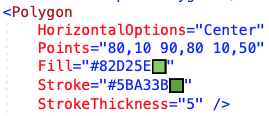 <Polygon
HorizontalOptions="Center"
Points="80,10 90,80 10,50"
Fill="#82D25E"
Stroke="#5BA33B"
StrokeThickness="5" />